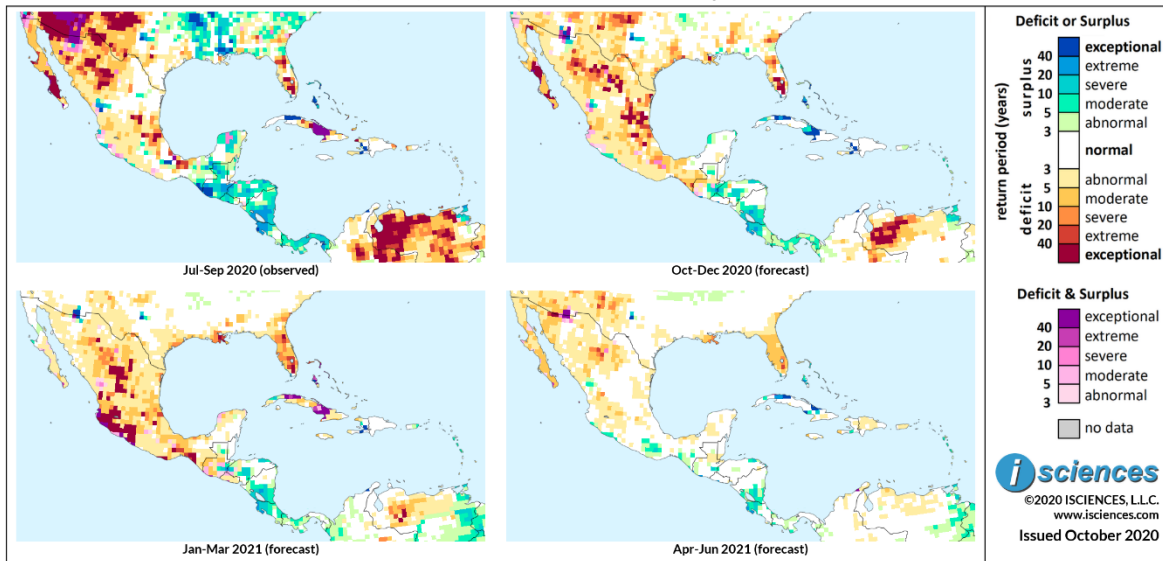 Jul-Sep 2020 (observed)
Oct-Dec 2020 (forecast)
Jan-Mar 2021 (forecast)
Apr-Jun 2021 (forecast)
Deficit or Surplus
return period (years)
surplus
deficit
exceptional
40
extreme
20
severe
10
moderate
5
abnormal
3
normal
3
abnormal
5
moderate
10
severe
20
extreme
40
exceptional
Deficit & Surplus
exceptional
40
extreme
20
severe
10
moderate
5
abnormal
3
no data
i sciences
©2020 ISCIENCES, L.L.C.
www.isciences.com
Issued October 2020